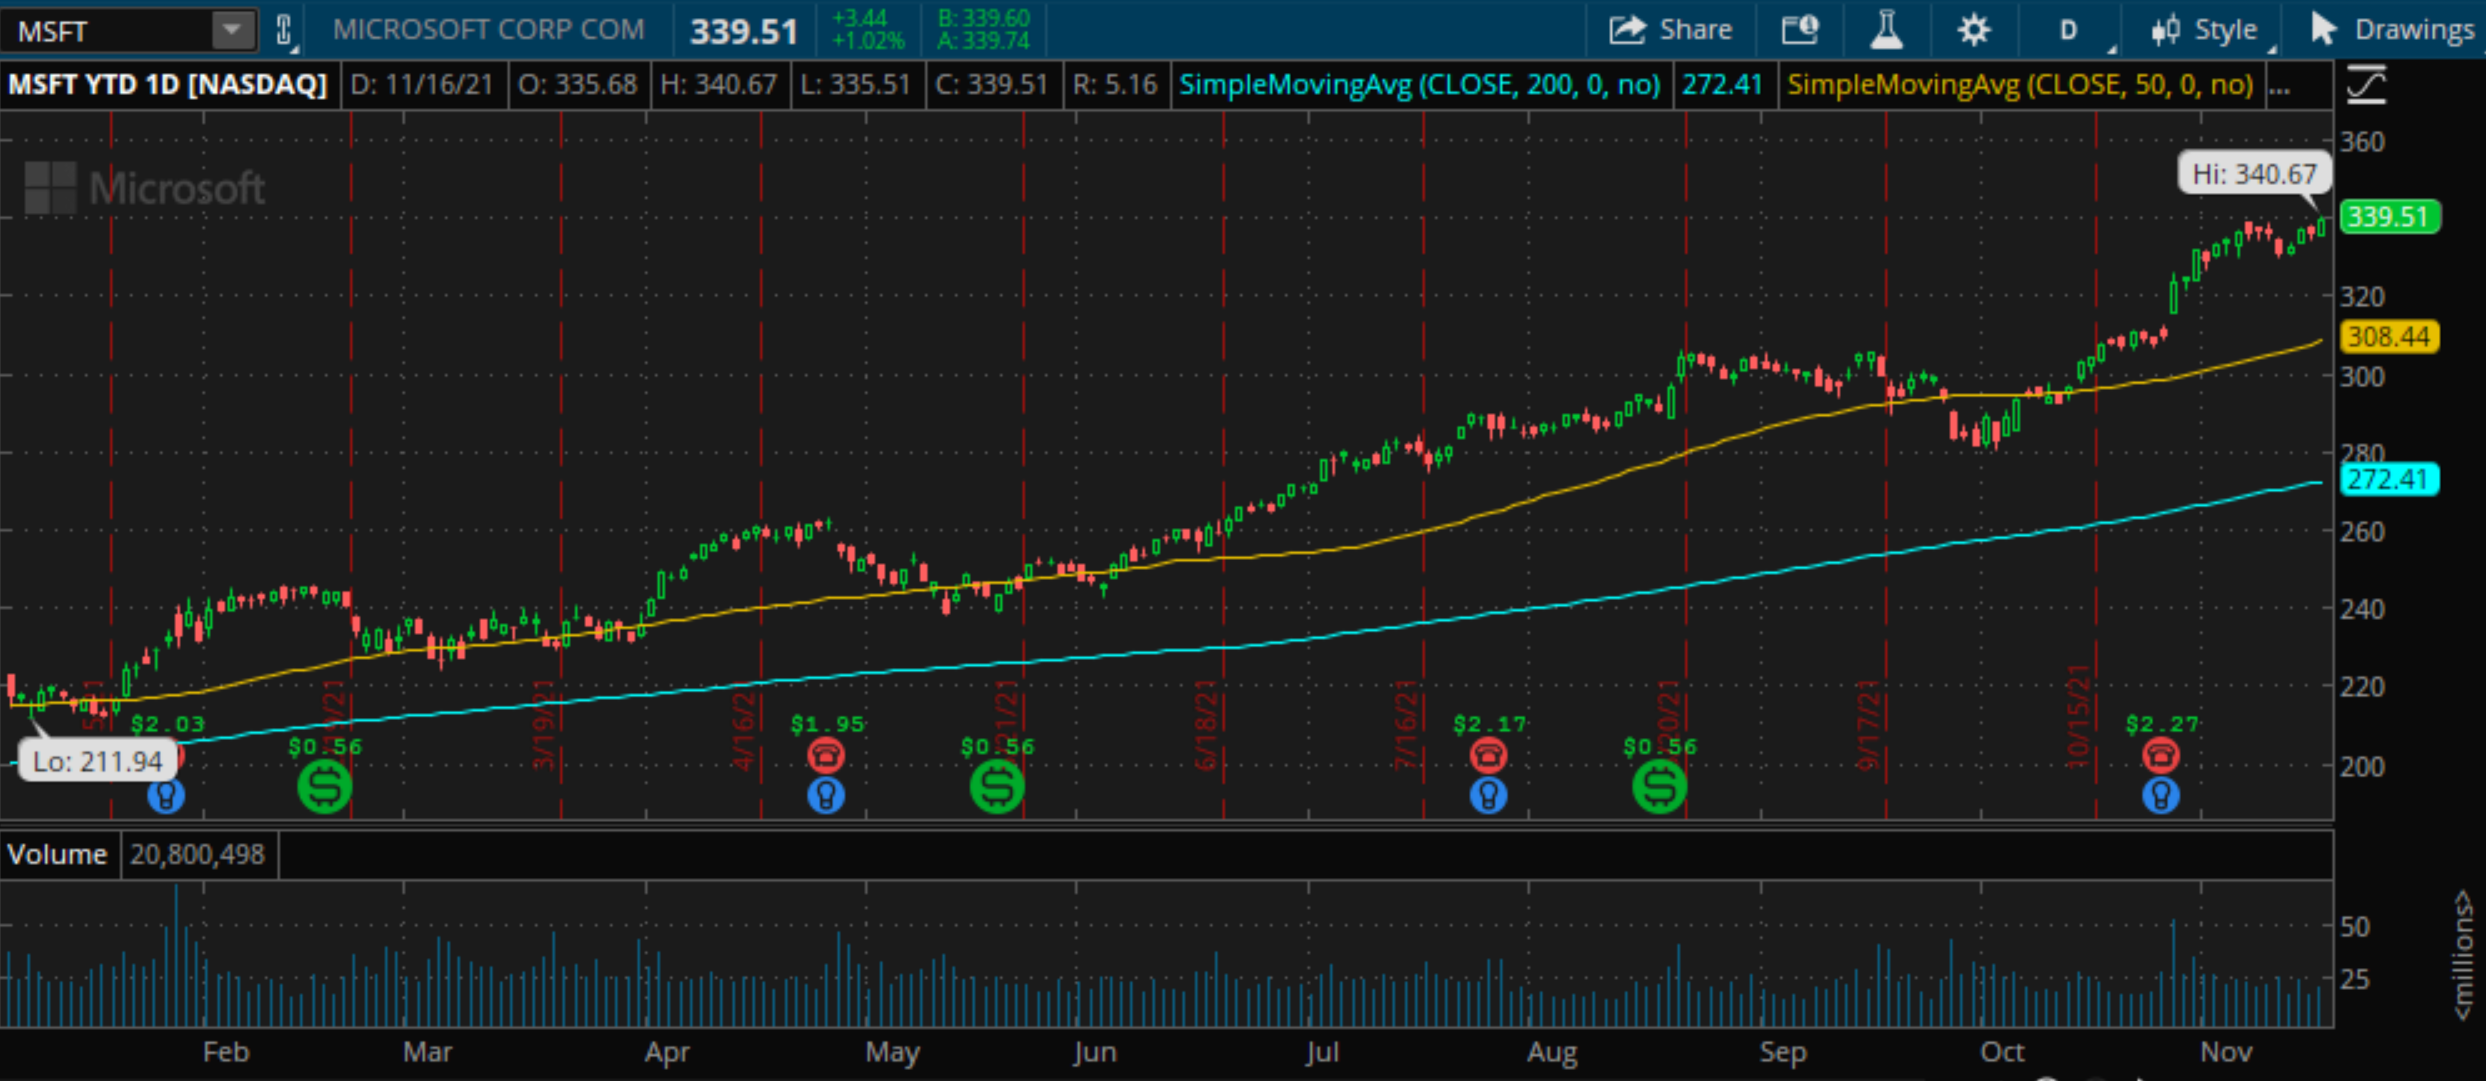 MSFT
MICROSOFT CORP COM
339.51
+3.44
+1.02%
B: 339.60
A: 339.74
Share
D
Style
Drawings
MSFT YTD 1D [NASDAQ]
D: 11/16/21
O: 335.68
H: 340.67
L: 335.51
C: 339.51
R: 5.16
SimpleMovingAvg (CLOSE, 200, 0, no)
272.41
SimpleMovingAvg (CLOSE, 50, 0, no)
...
Microsoft
Hi: 340.67
360
339.51
320
308.44
300
280
272.41
260
240
220
200
3/19/21
6/18/21
7/16/21
9/17/21
10/15/21
4/16/21
$2.03
$0.56
$1.95
$0.56
$2.17
$0.56
$2.27
Lo: 211.94
Volume
20,800,498
50
25
<millions>
Feb
Mar
Apr
May
Jun
Jul
Aug
Sep
Oct
Nov